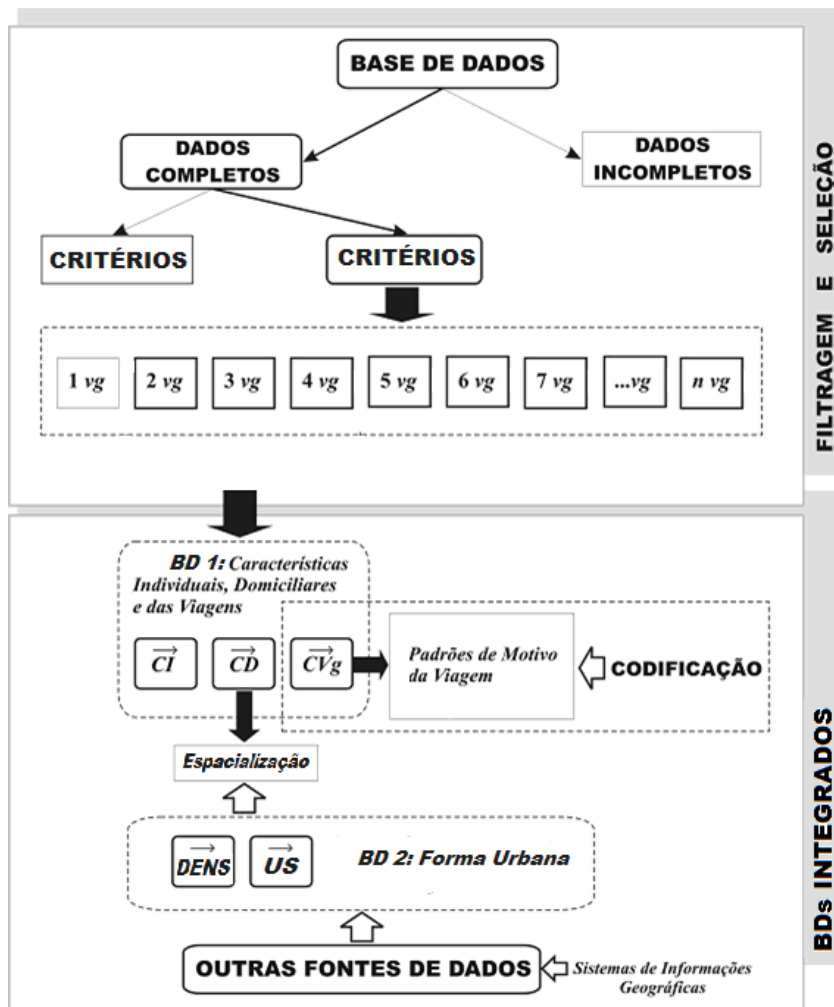 BASE DE DADOS
DADOS
COMPLETOS
DADOS
INCOMPLETOS
CRITÉRIOS
CRITÉRIOS
1 vg
2 vg
3 vg
4 vg
5 vg
6 vg
7 vg
...vg
n vg
FILTRAGEM E SELEÇÃO
BD 1: Características
Individuais, Domiciliares
e das Viagens
CI
CD
CVg
Padrões de Motivo
da Viagem
CODIFICAÇÃO
Espacialização
DENS
US
BD 2: Forma Urbana
OUTRAS FONTES DE DADOS
Sistemas de Informações
Geográficas
BDs INTEGRADOS